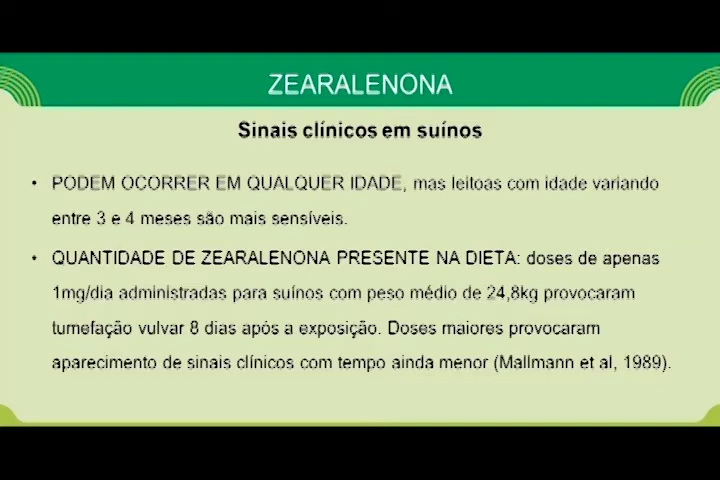 ZEARALENONA
Sinais clínicos em suínos
• PODEM OCORRER EM QUALQUER IDADE, mas leitoas com idade variando
entre 3 e 4 meses são mais sensíveis.
• QUANTIDADE DE ZEARALENONA PRESENTE NA DIETA: doses de apenas
1mg/dia administradas para suínos com peso médio de 24,8kg provocaram
tumefação vulvar 8 dias após a exposição. Doses maiores provocaram
aparecimento de sinais clínicos com tempo ainda menor (Mallmann et al, 1989).